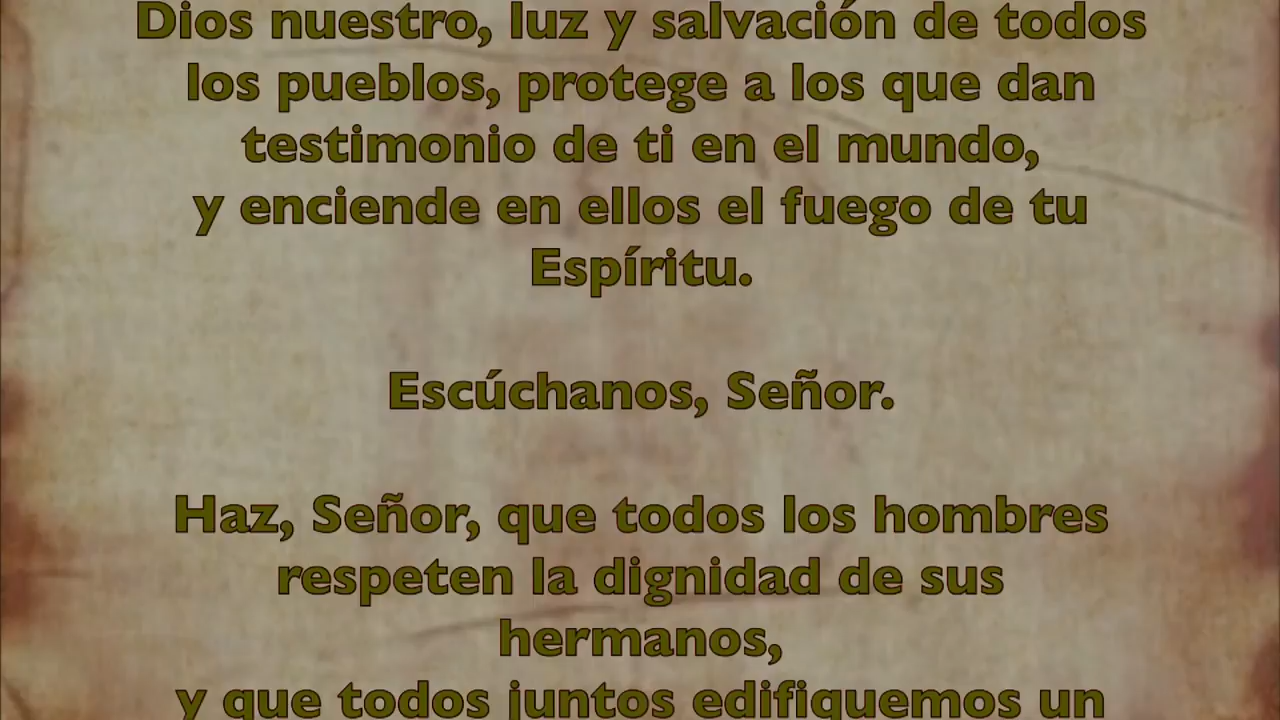 Dios nuestro, luz y salvación de todos
los pueblos, protege a los que dan
testimonio de ti en el mundo,
y enciende en ellos el fuego de tu
Espíritu.
Escúchanos, Señor.
Haz, Señor, que todos los hombres
respeten la dignidad de sus
hermanos,
y que todos juntos edifiquemos un